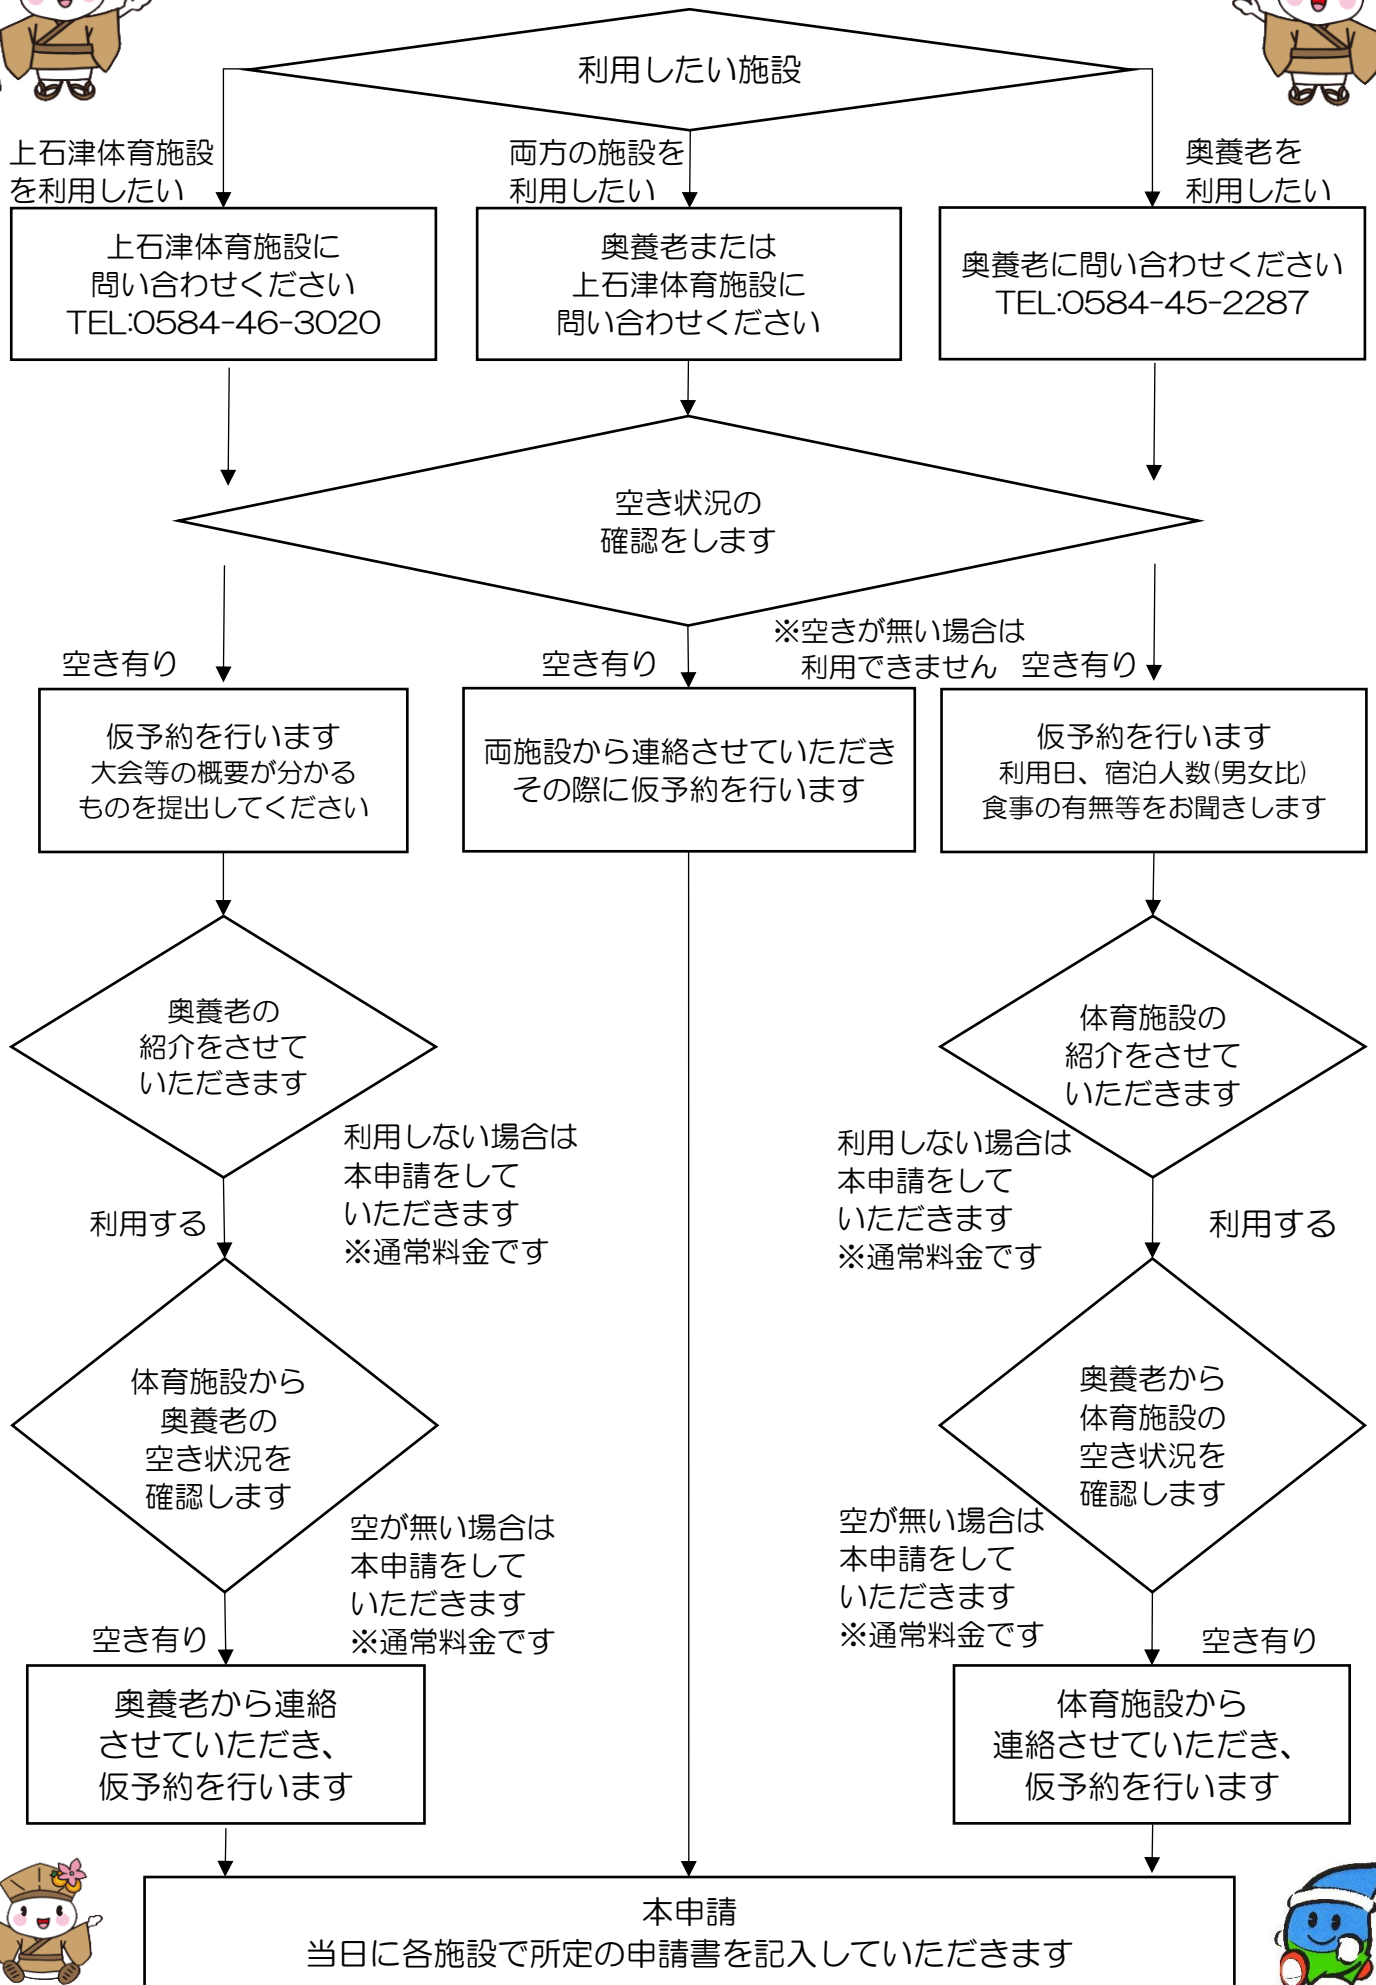 利用したい施設
上石津体育施設
を利用したい
両方の施設を
利用したい
奥養老を
利用したい
上石津体育施設に
問い合わせください
TEL:0584-46-3020
奥養老または
上石津体育施設に
問い合わせください
奥養老に問い合わせください
TEL:0584-45-2287
空き状況の
確認をします
※空きが無い場合は
利用できません
空き有り
空き有り
空き有り
仮予約を行います
大会等の概要が分かる
ものを提出してください
両施設から連絡させていただき
その際に仮予約を行います
仮予約を行います
利用日、宿泊人数(男女比)
食事の有無等をお聞きします
奥養老の
紹介をさせて
いただきます
体育施設の
紹介をさせて
いただきます
利用しない場合は
本申請をして
いただきます
※通常料金です
利用する
利用しない場合は
本申請をして
いただきます
※通常料金です
利用する
体育施設から
奥養老の
空き状況を
確認します
奥養老から
体育施設の
空き状況を
確認します
空が無い場合は
本申請をして
いただきます
※通常料金です
空き有り
空が無い場合は
本申請をして
いただきます
※通常料金です
空き有り
奥養老から連絡
させていただき、
仮予約を行います
体育施設から
連絡させていただき、
仮予約を行います
本申請
当日に各施設で所定の申請書を記入していただきます